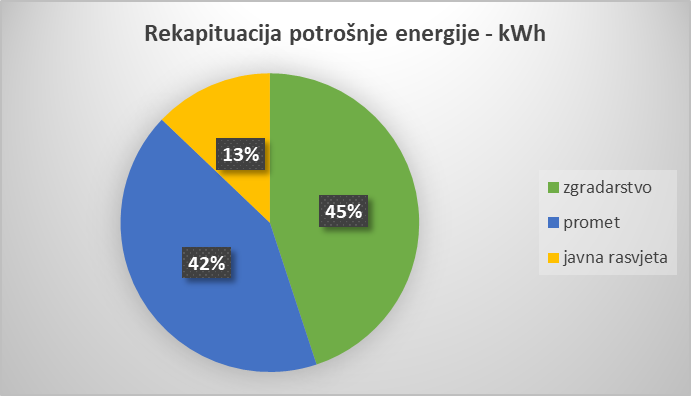 Rekapituacija potrošnje energije - kWh
13%
45%
42%
zgradarstvo
promet
javna rasvjeta